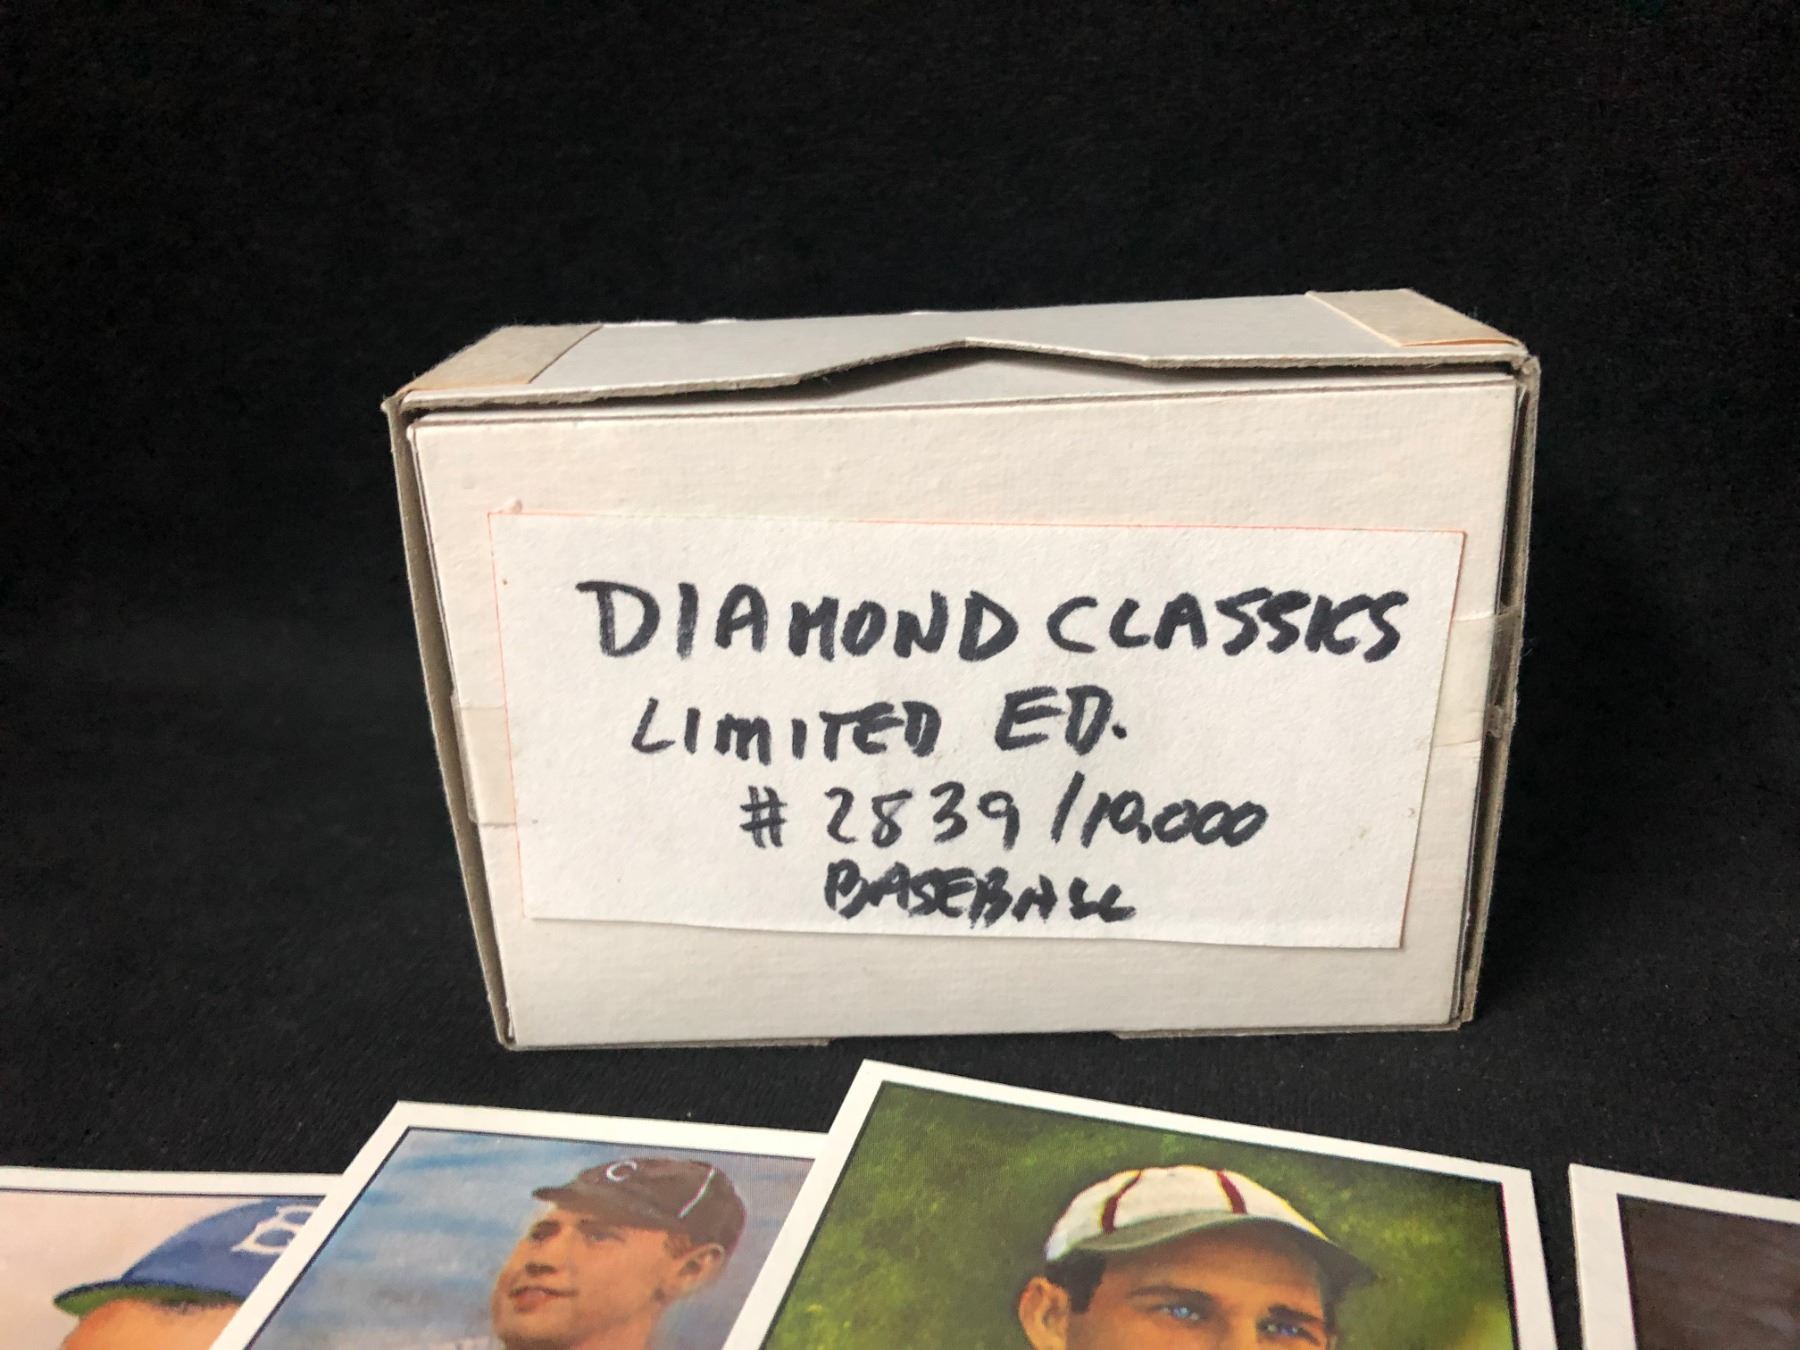 DIAMOND CLASSICS
LIMITED ED.
# 2839/10,000
BASEBALL
B
C